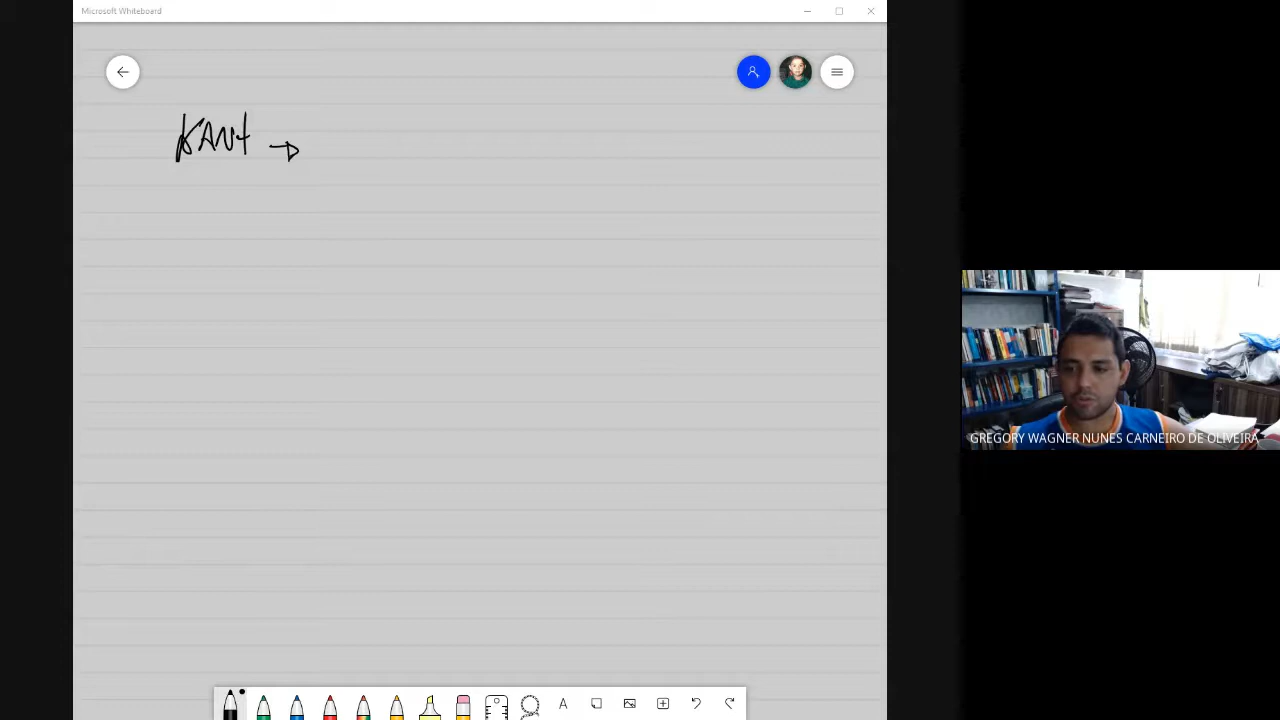 Microsoft Whiteboard
KANT →
A
GREGORY WAGNER NUNES CARNEIRO DE OLIVEIRA